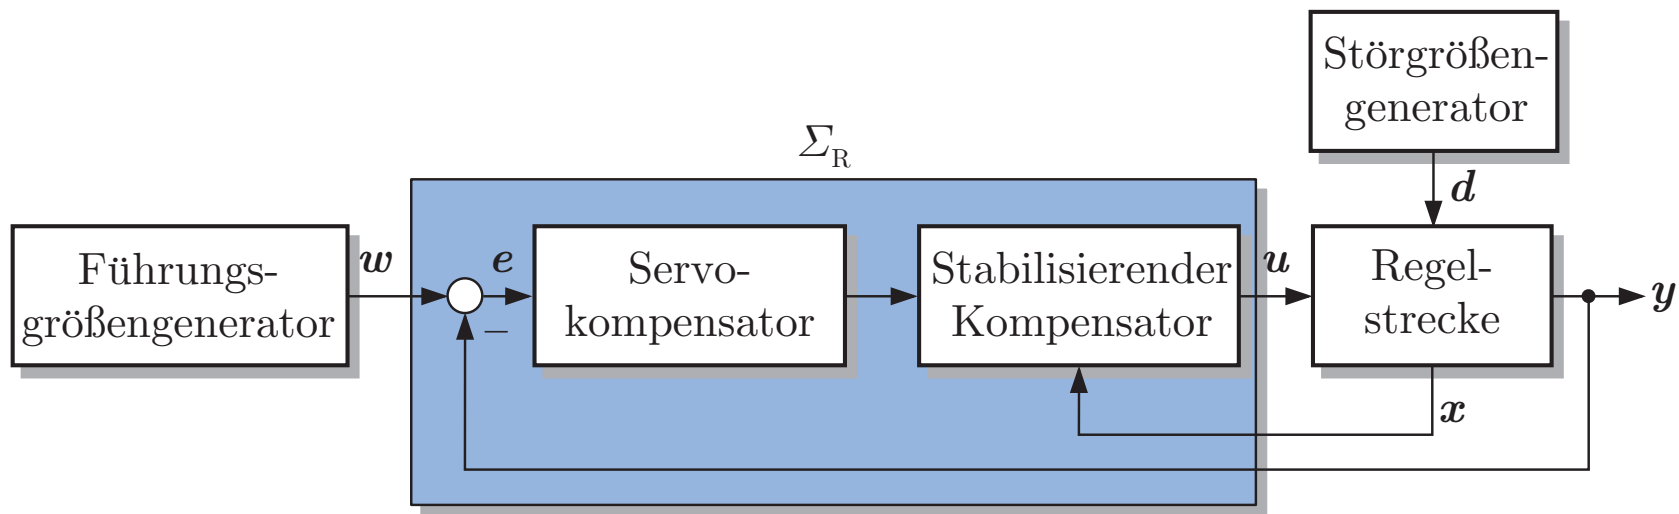 Störgrößen-
generator
Σ_R
d
Führungs-
größengenerator
w
e
–
Servo-
kompensator
Stabilisierender
Kompensator
u
Regel-
strecke
y
x